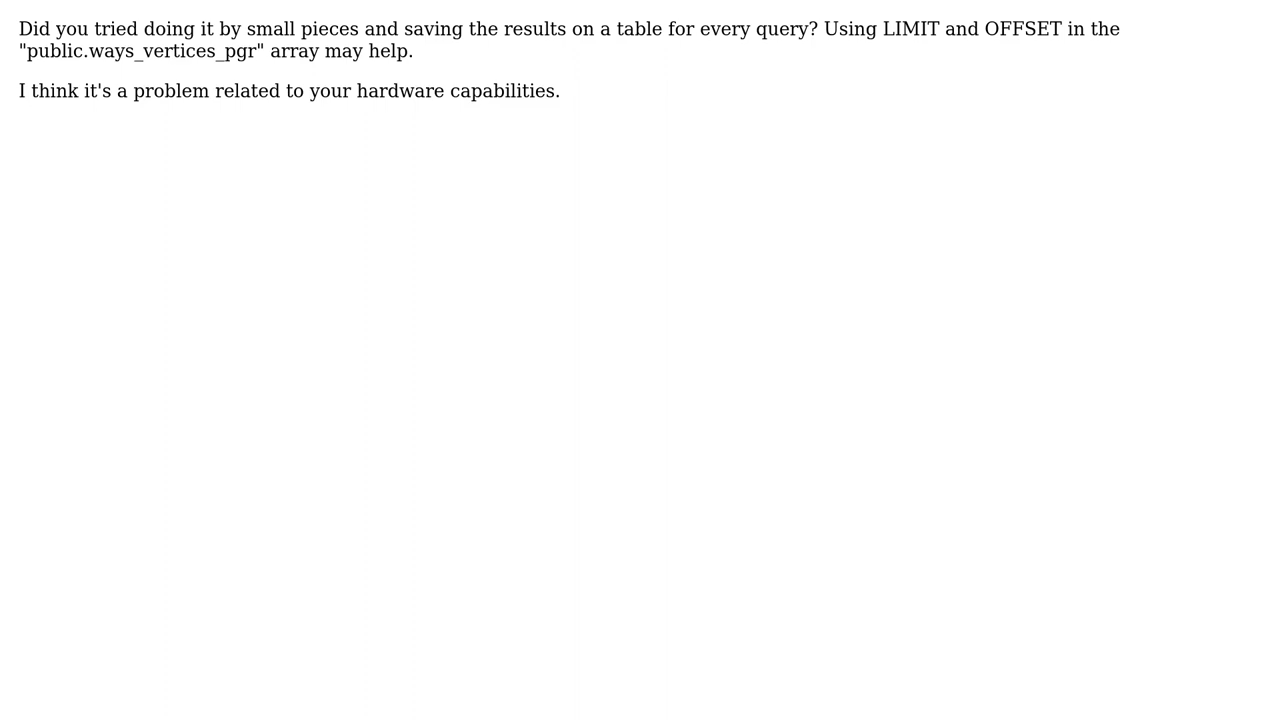 Did you tried doing it by small pieces and saving the results on a table for every query? Using LIMIT and OFFSET in the
"public.ways_vertices_pgr" array may help.
I think it's a problem related to your hardware capabilities.